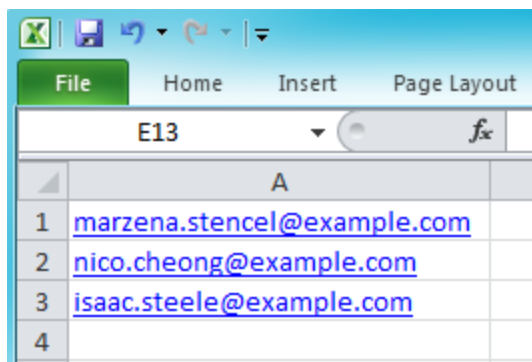 File Home Insert Page Layout
E13 fx
A
1 marzena.stencel@example.com
2 nico.cheong@example.com
3 isaac.steele@example.com
4